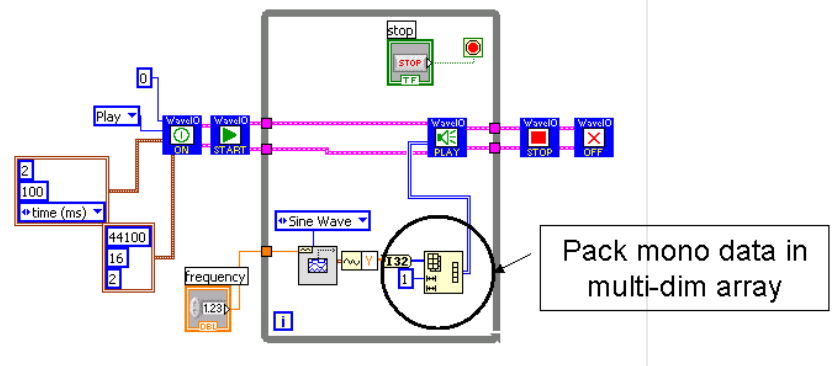 stop
STOP
TF
0
Play
WaveIO
ON
WaveIO
START
WaveIO
PLAY
WaveIO
STOP
WaveIO
OFF
2
100
time (ms)
44100
16
2
Sine Wave
frequency
1.23
DBL
Y
I32
1
i
Pack mono data in
multi-dim array